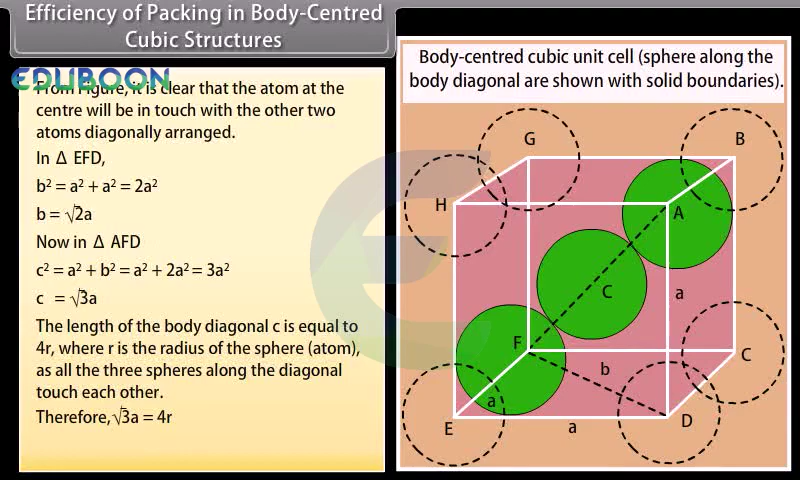 Efficiency of Packing in Body-Centred
Cubic Structures
EDUBOON
From Figure, it is clear that the atom at the
centre will be in touch with the other two
atoms diagonally arranged.
In Δ EFD,
b² = a² + a² = 2a²
b = √2a
Now in Δ AFD
c² = a² + b² = a² + 2a² = 3a²
c = √3a
The length of the body diagonal c is equal to
4r, where r is the radius of the sphere (atom),
as all the three spheres along the diagonal
touch each other.
Therefore, √3a = 4r
Body-centred cubic unit cell (sphere along the
body diagonal are shown with solid boundaries).
G
B
H
A
C
a
F
C
b
a
E
a
D